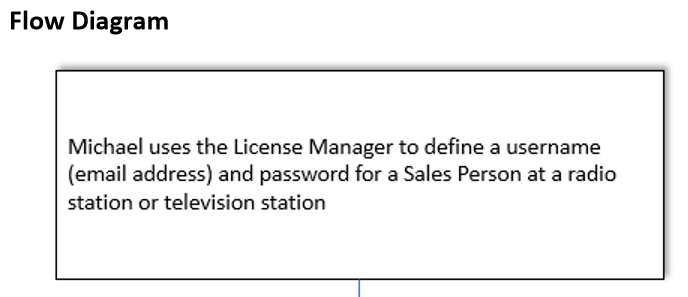 Flow Diagram
Michael uses the License Manager to define a username
(email address) and password for a Sales Person at a radio
station or television station